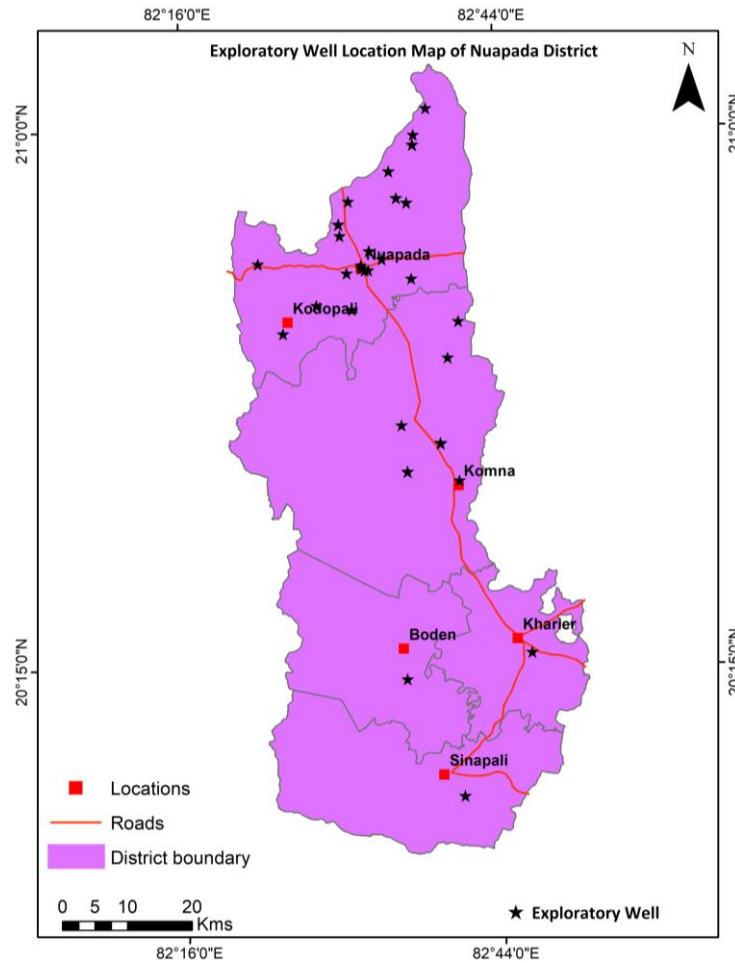 82°16'0"E 82°44'0"E
Exploratory Well Location Map of Nuapada District
N
21°0'0"N 21°0'0"N
Nuapada
Kodopali
Komna
Kharier
Boden
20°15'0"N 20°15'0"N
Sinapali
Locations
Roads
District boundary
0 5 10 20
Kms
Exploratory Well
82°16'0"E 82°44'0"E